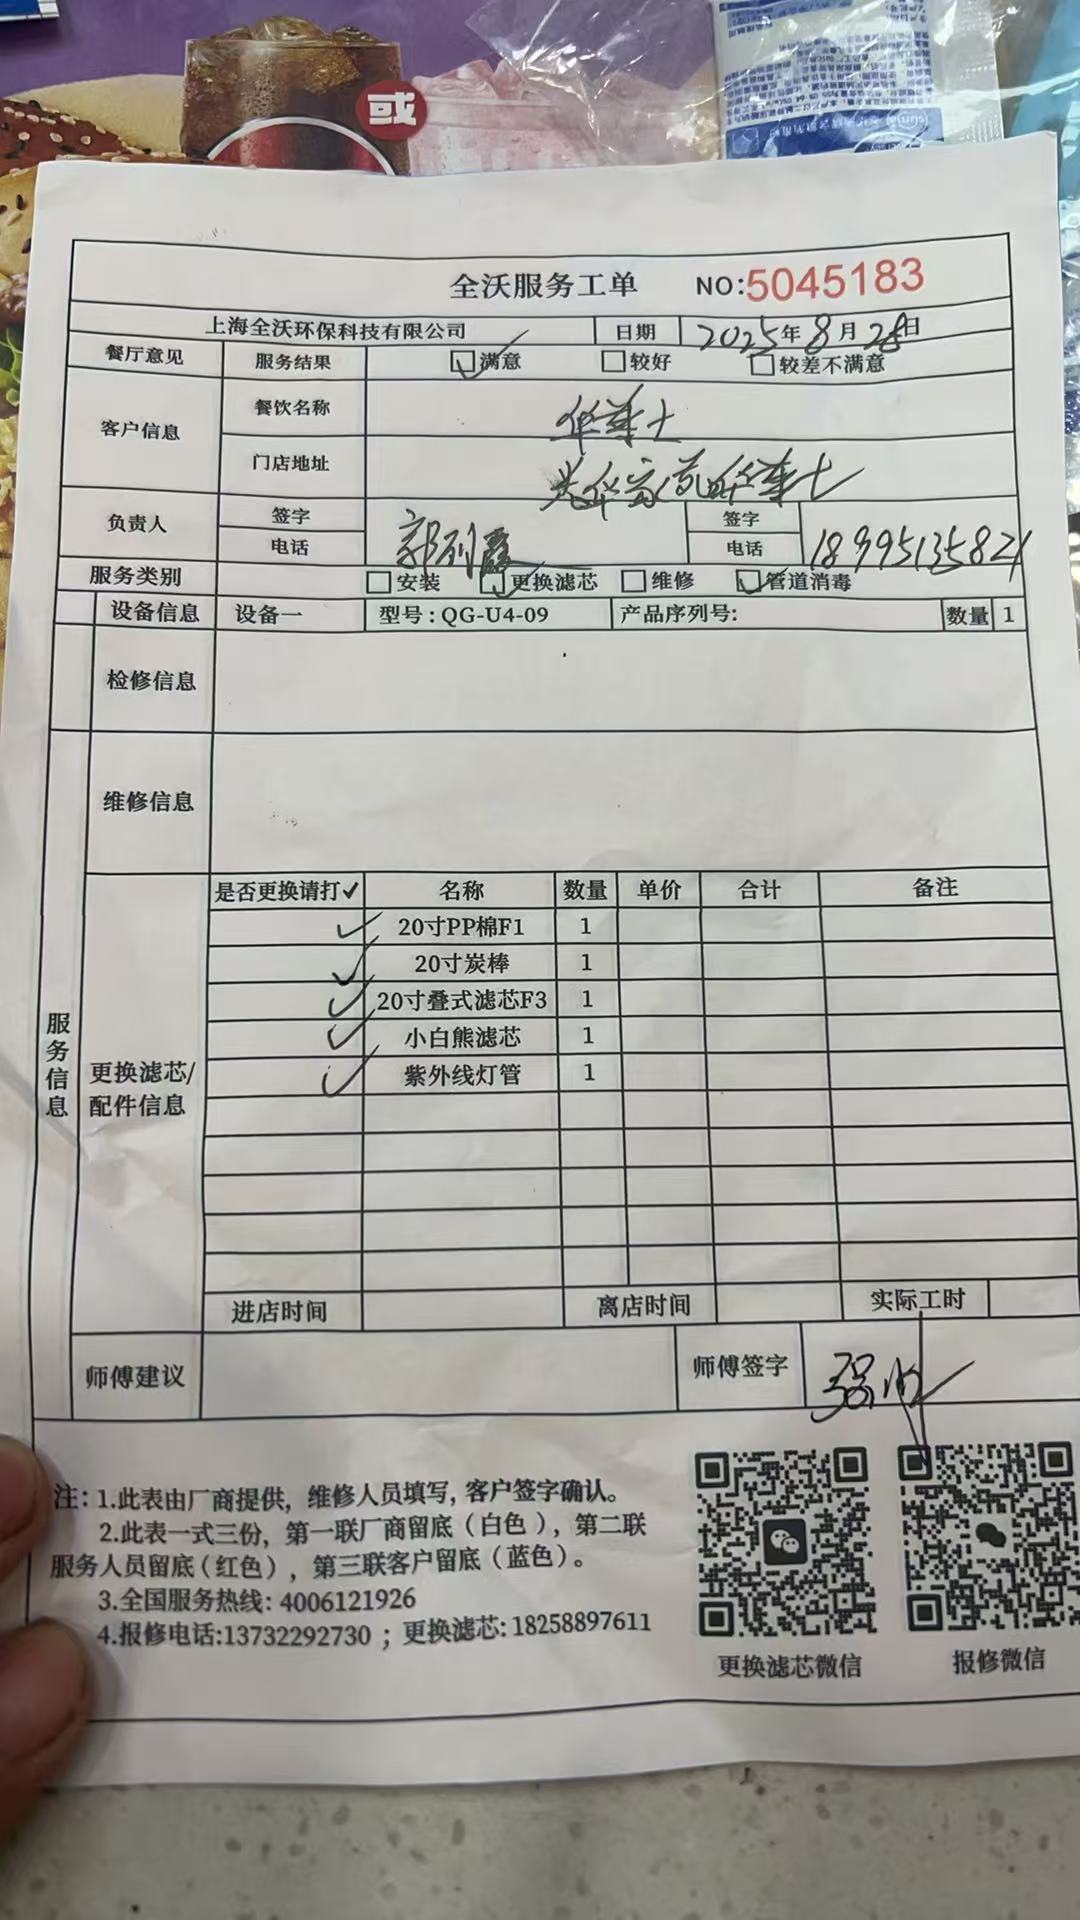 或
全沃服务工单 NO:5045183
上海全沃环保科技有限公司 日期 2025年8月28日
餐厅意见 服务结果 满意 较好 较差不满意
客户信息 餐饮名称 华莱士
门店地址 华莱士
负责人 签字 郭 签字
电话 电话 18995135821
服务类别 安装 更换滤芯 维修 管道消毒
设备信息 设备一 型号:QG-U4-09 产品序列号: 数量 1
检修信息
维修信息
服务信息
更换滤芯/
配件信息
是否更换请打✓ 名称 数量 单价 合计 备注
✓ 20寸PP棉F1 1
✓ 20寸炭棒 1
✓ 20寸叠式滤芯F3 1
✓ 小白熊滤芯 1
✓ 紫外线灯管 1
进店时间 离店时间 实际工时
师傅建议 师傅签字
注:1.此表由厂商提供,维修人员填写,客户签字确认。
2.此表一式三份,第一联厂商留底(白色),第二联
服务人员留底(红色),第三联客户留底(蓝色)。
3.全国服务热线:4006121926
4.报修电话:13732292730;更换滤芯:18258897611
更换滤芯微信 报修微信